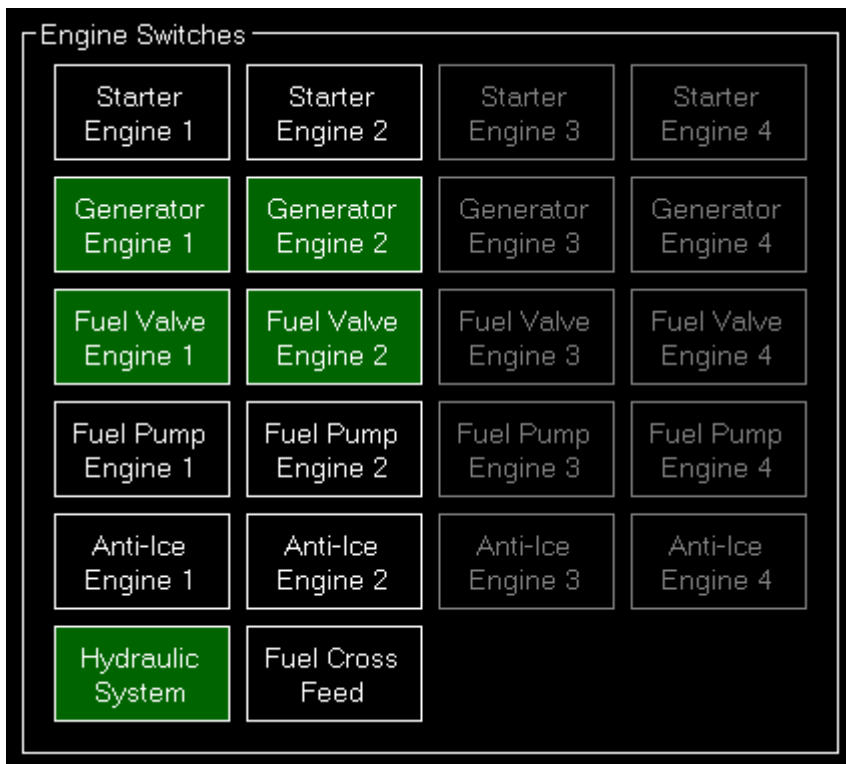 Engine Switches
Starter
Engine 1
Starter
Engine 2
Starter
Engine 3
Starter
Engine 4
Generator
Engine 1
Generator
Engine 2
Generator
Engine 3
Generator
Engine 4
Fuel Valve
Engine 1
Fuel Valve
Engine 2
Fuel Valve
Engine 3
Fuel Valve
Engine 4
Fuel Pump
Engine 1
Fuel Pump
Engine 2
Fuel Pump
Engine 3
Fuel Pump
Engine 4
Anti-Ice
Engine 1
Anti-Ice
Engine 2
Anti-Ice
Engine 3
Anti-Ice
Engine 4
Hydraulic
System
Fuel Cross
Feed